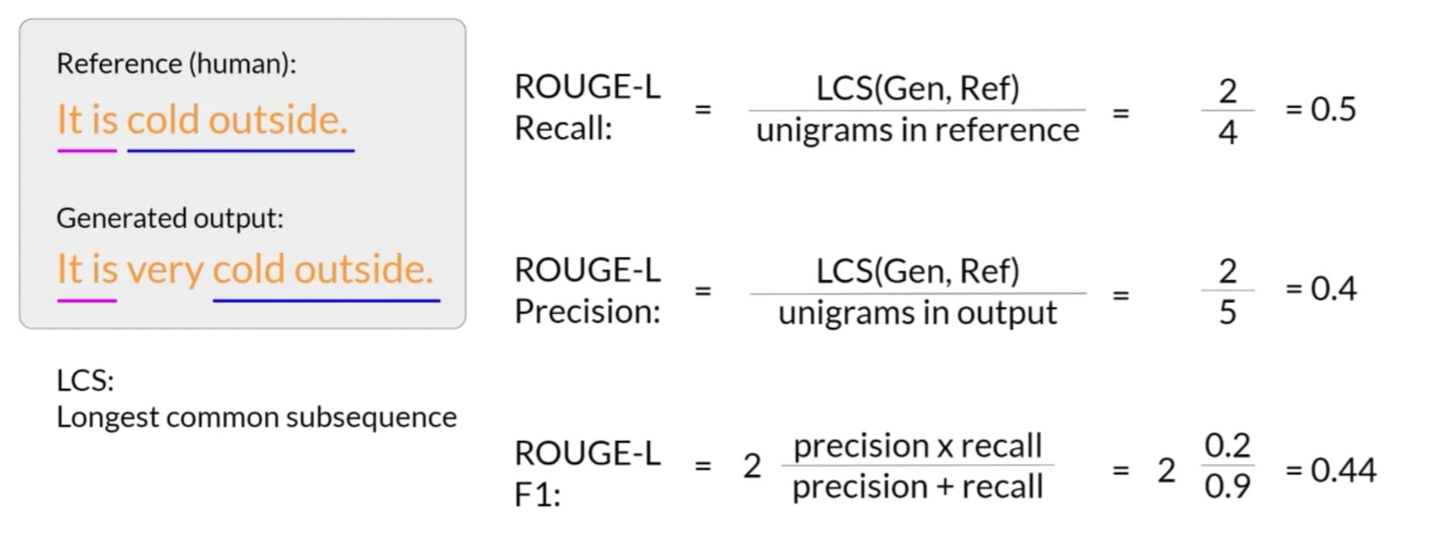 Reference (human):
It is cold outside.
Generated output:
It is very cold outside.
LCS:
Longest common subsequence
ROUGE-L
Recall:
=
LCS(Gen, Ref)
unigrams in reference
=
2
4
= 0.5
ROUGE-L
Precision:
=
LCS(Gen, Ref)
unigrams in output
=
2
5
= 0.4
ROUGE-L
F1:
= 2
precision x recall
precision + recall
= 2
0.2
0.9
= 0.44